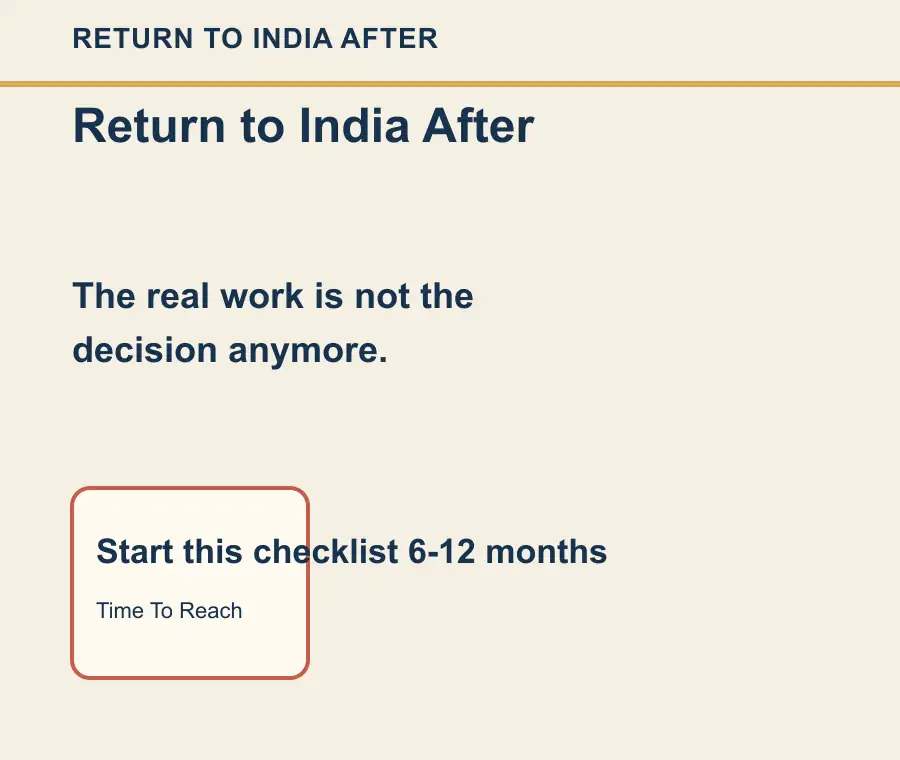 RETURN TO INDIA AFTER
Return to India After
The real work is not the
decision anymore.
Start this checklist 6-12 months
Time To Reach